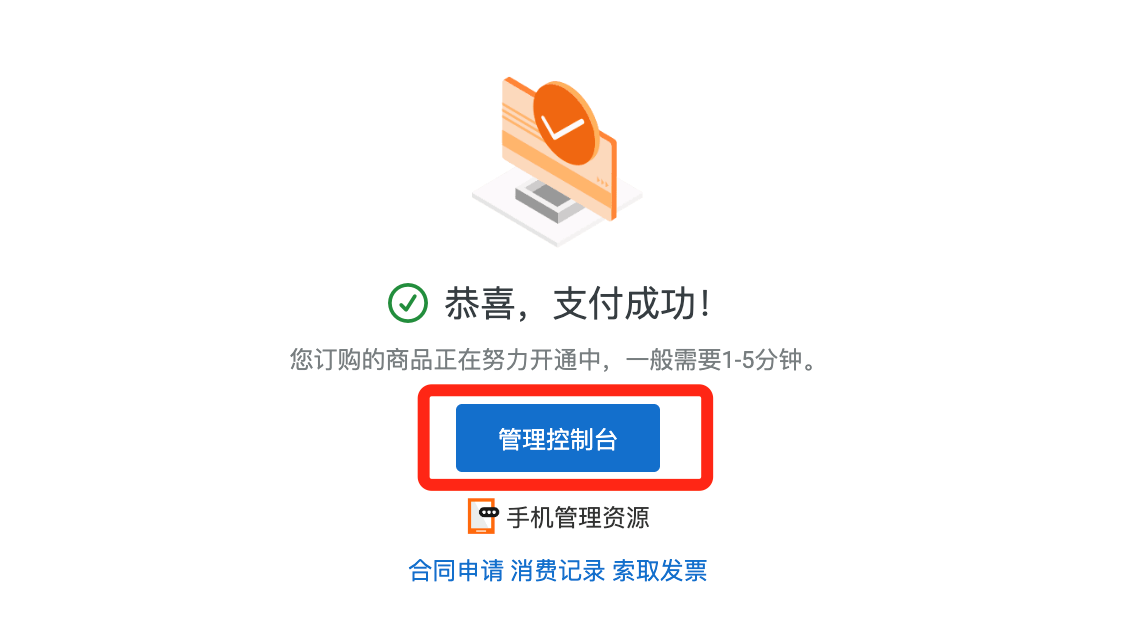 恭喜，支付成功！
您订购的商品正在努力开通中，一般需要1-5分钟。
管理控制台
手机管理资源
合同申请 消费记录 索取发票